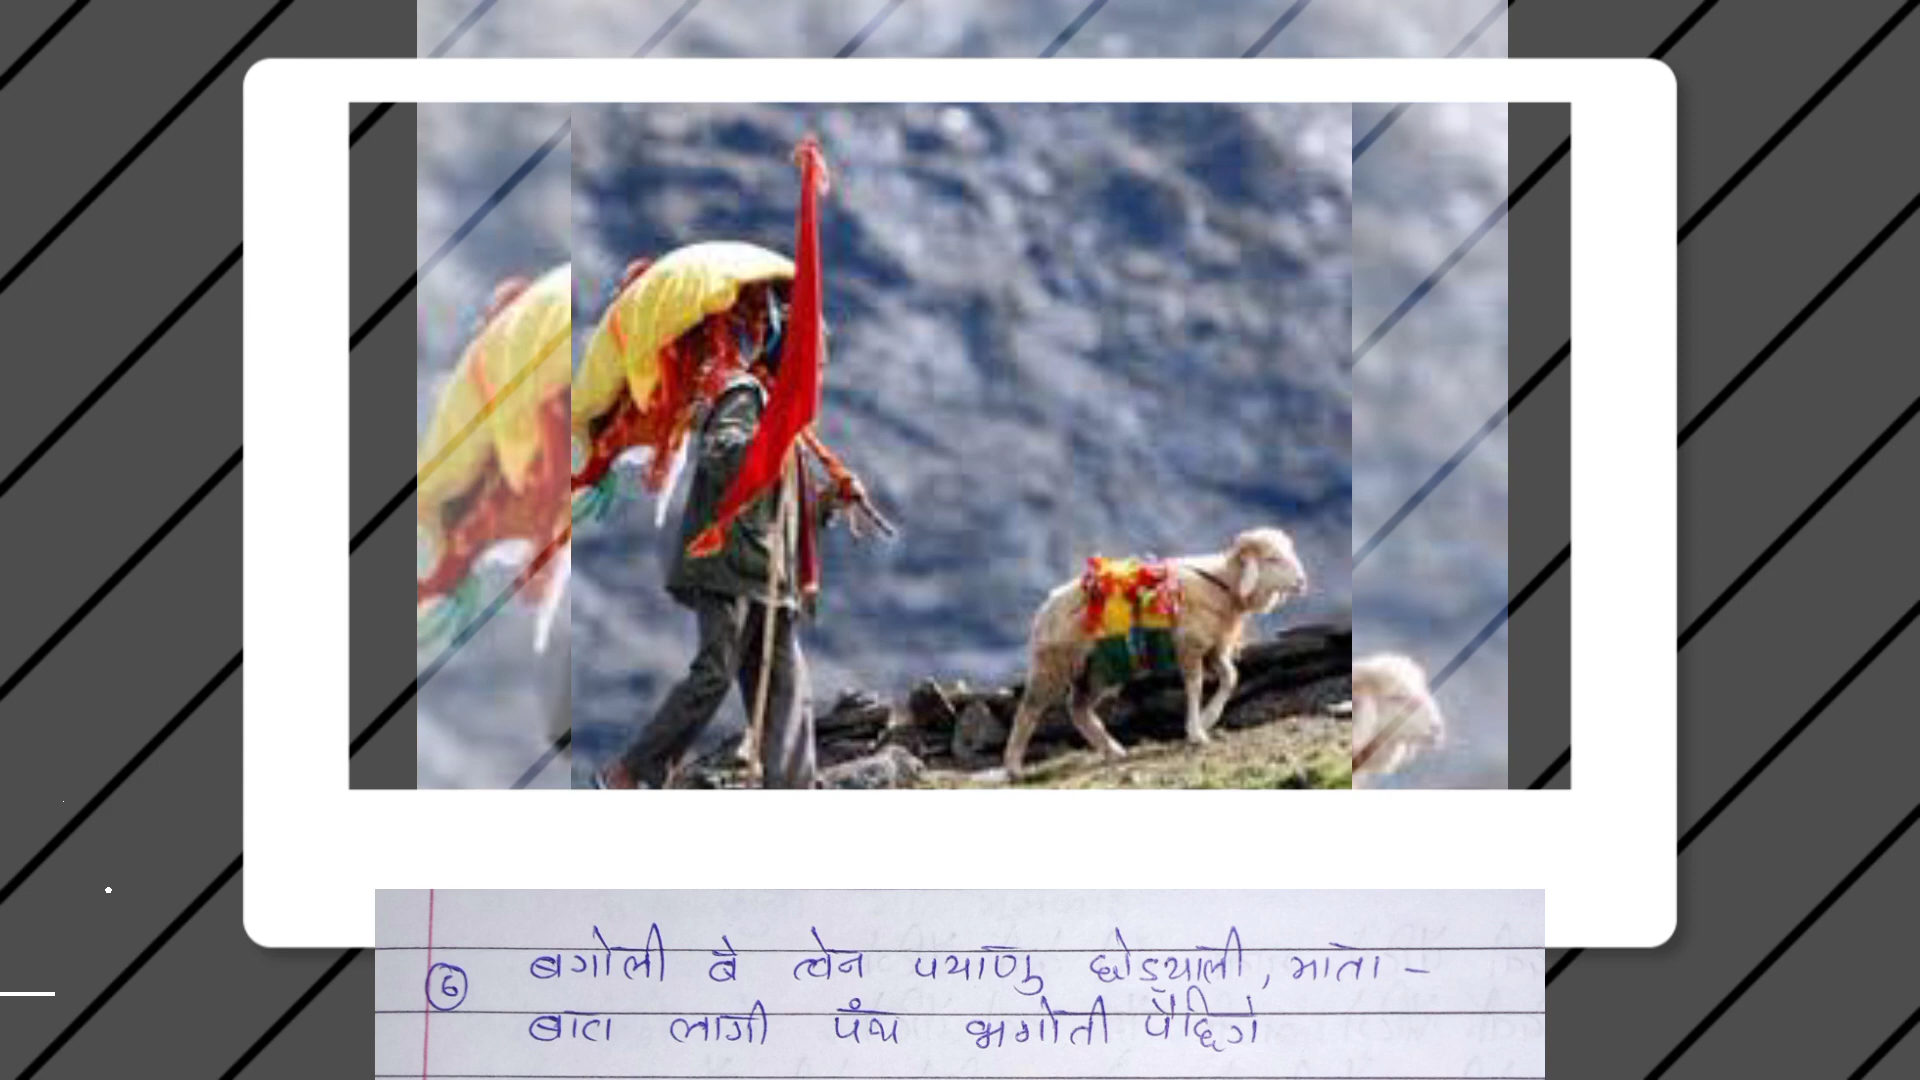 ⑥ बगोली बे त्वेन पयाणु छोड्याली, माता -
बाटा लागी पँथ भगोती पैछिगे